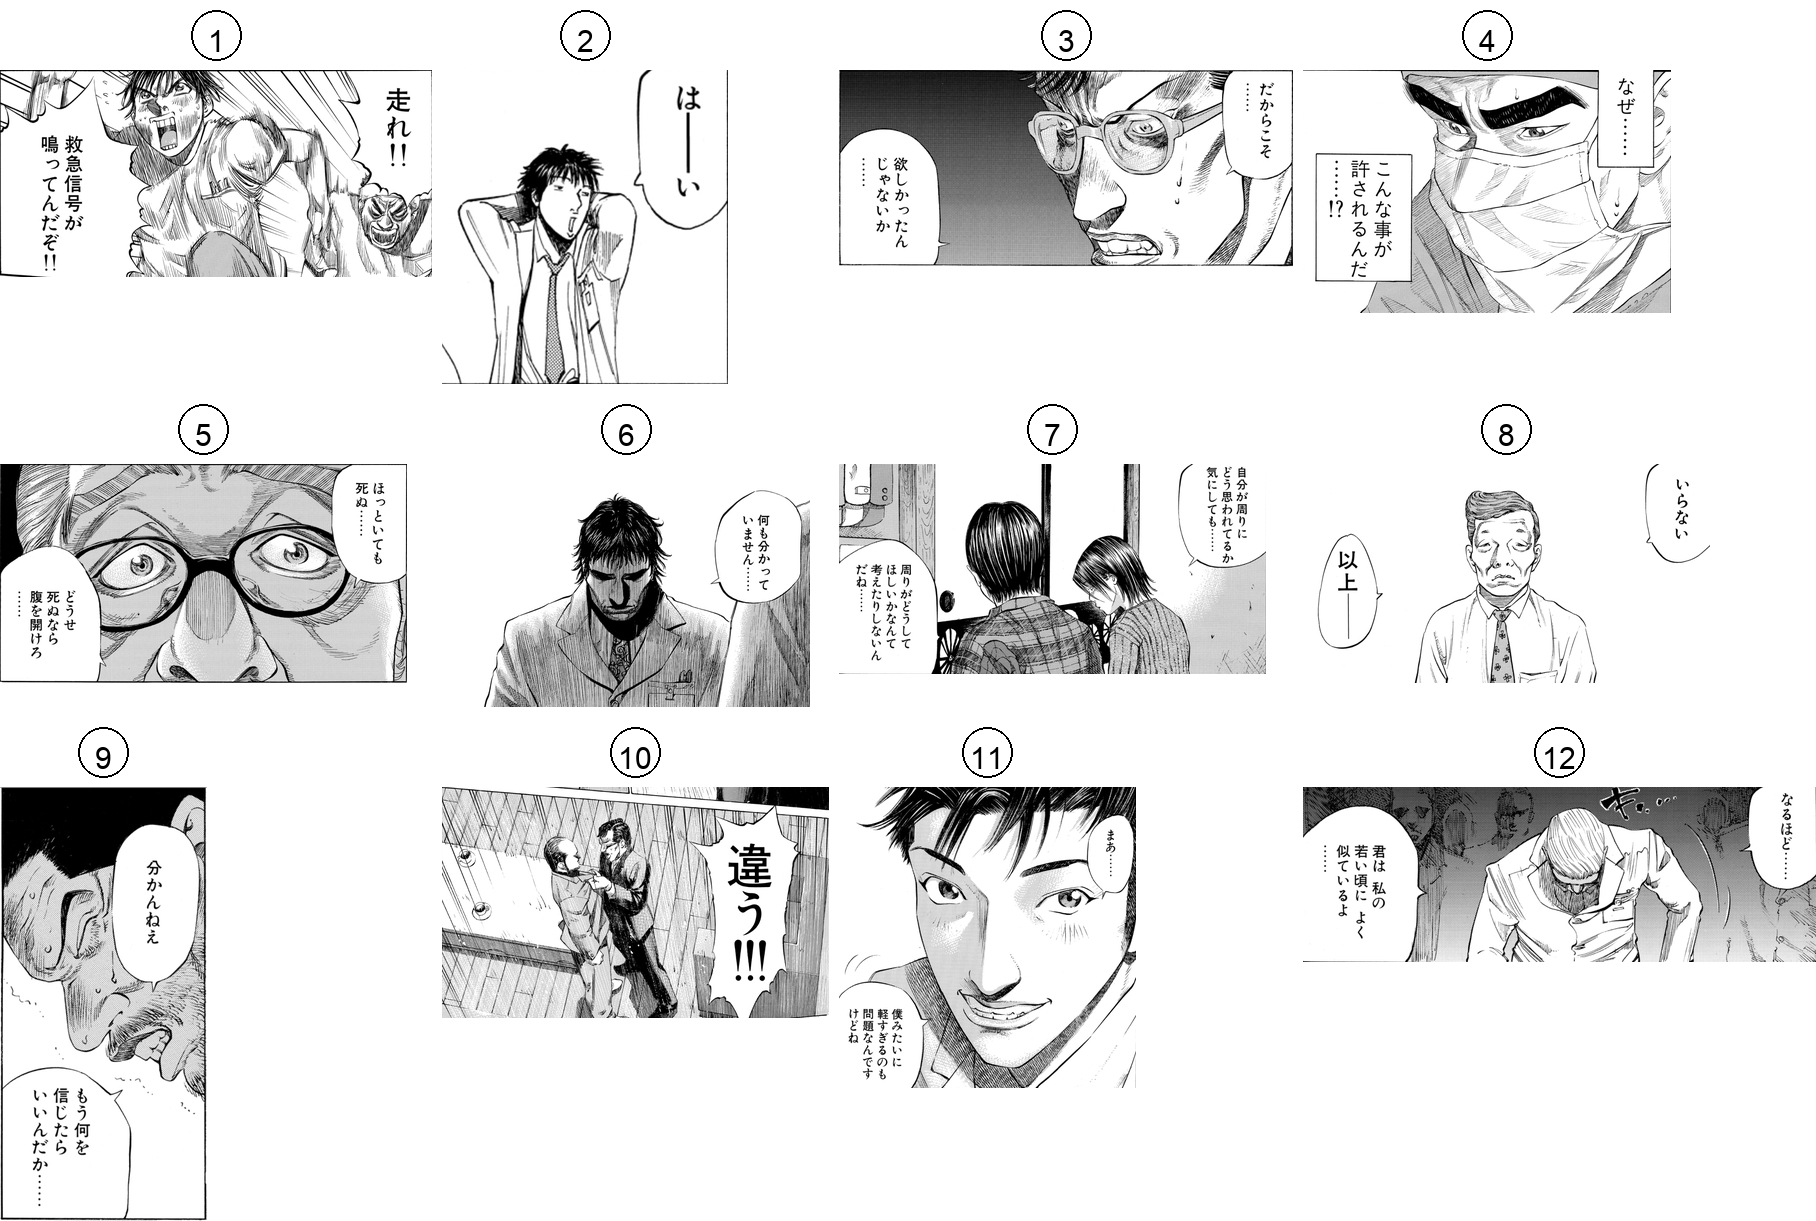 1
走れ!!
救急信号が
鳴ってんだぞ!!
2
はーい
3
だからこそ
……
欲しかったん
じゃないか
……
4
なぜ……
こんな事が
許されるんだ
……!?
5
ほっといても
死ぬ……
どうせ
死ぬなら
腹を開けろ
……
6
何も分かって
いません……
7
自分が周りに
どう思われてるか
気にしても……
周りがどうして
ほしいかなんて
考えたりしないん
だね……
8
いらない
以上―
9
分かんねえ
もう何を
信じたら
いいんだか……
10
違う!!!
11
まあ……
僕みたいに
軽すぎるのも
問題なんです
けどね
12
なるほど…
ギ…
君は 私の
若い頃に よく
似ているよ
……